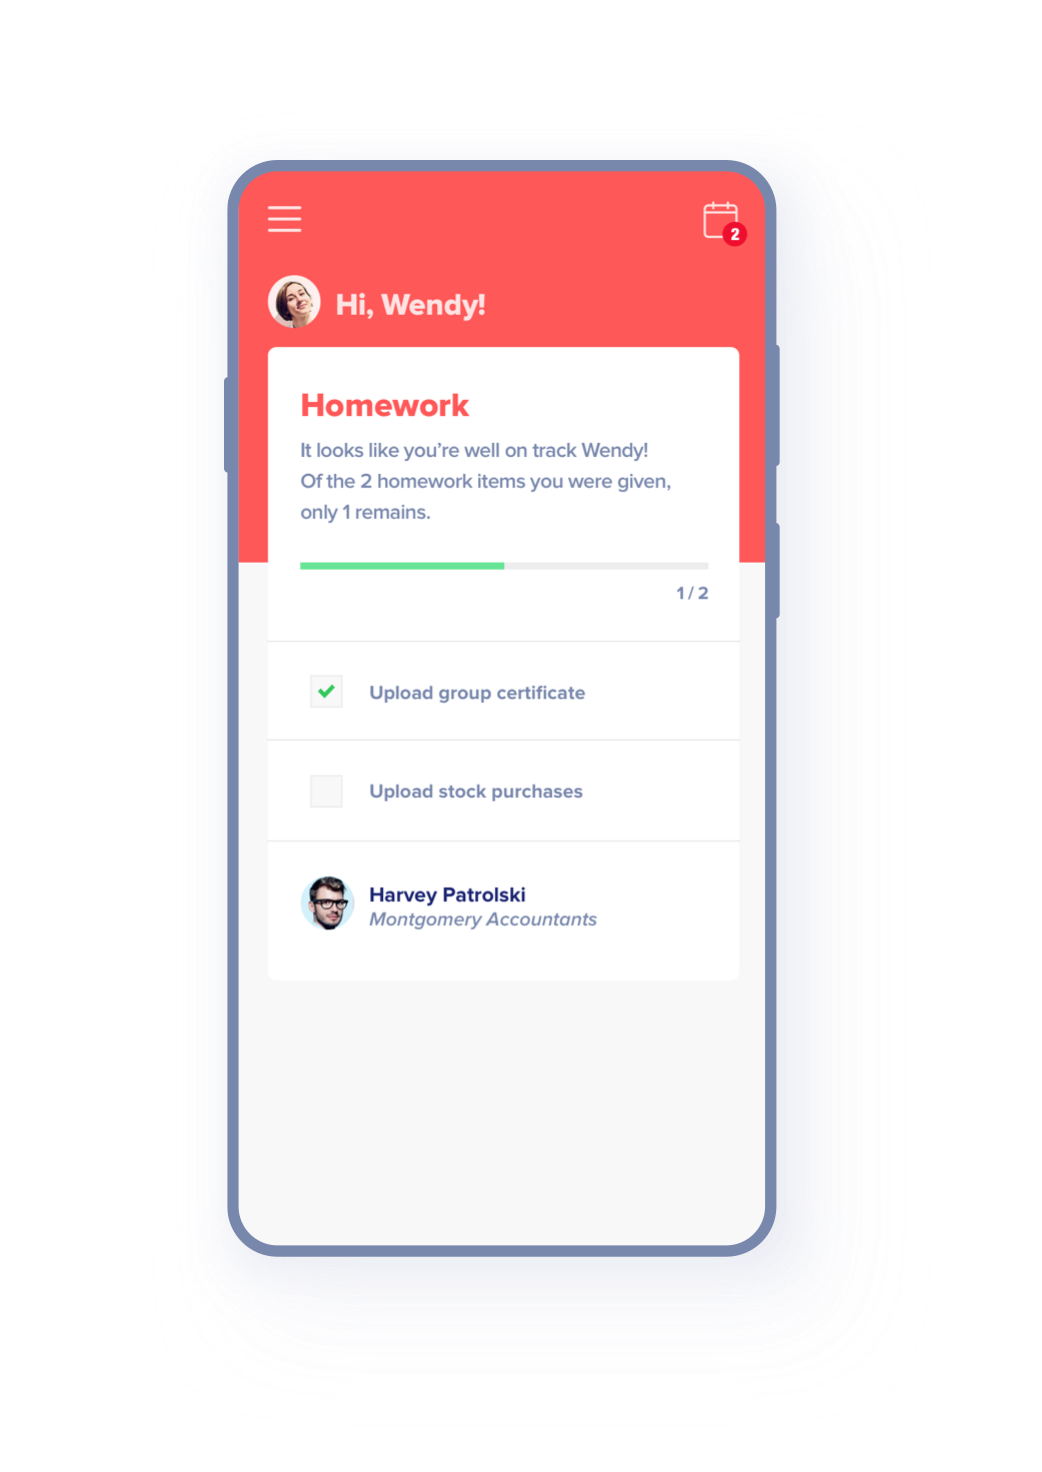 2
Hi, Wendy!
Homework
It looks like you’re well on track Wendy!
Of the 2 homework items you were given,
only 1 remains.
1 / 2
Upload group certificate
Upload stock purchases
Harvey Patrolski
Montgomery Accountants